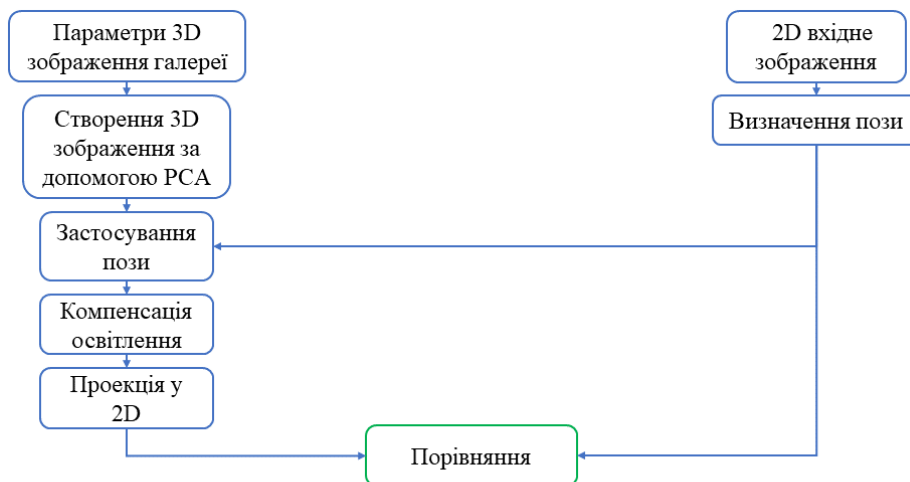 Параметри 3D
зображення галереї
2D вхідне
зображення
Створення 3D
зображення за
допомогою PCA
Визначення пози
Застосування
пози
Компенсація
освітлення
Проекція у
2D
Порівняння